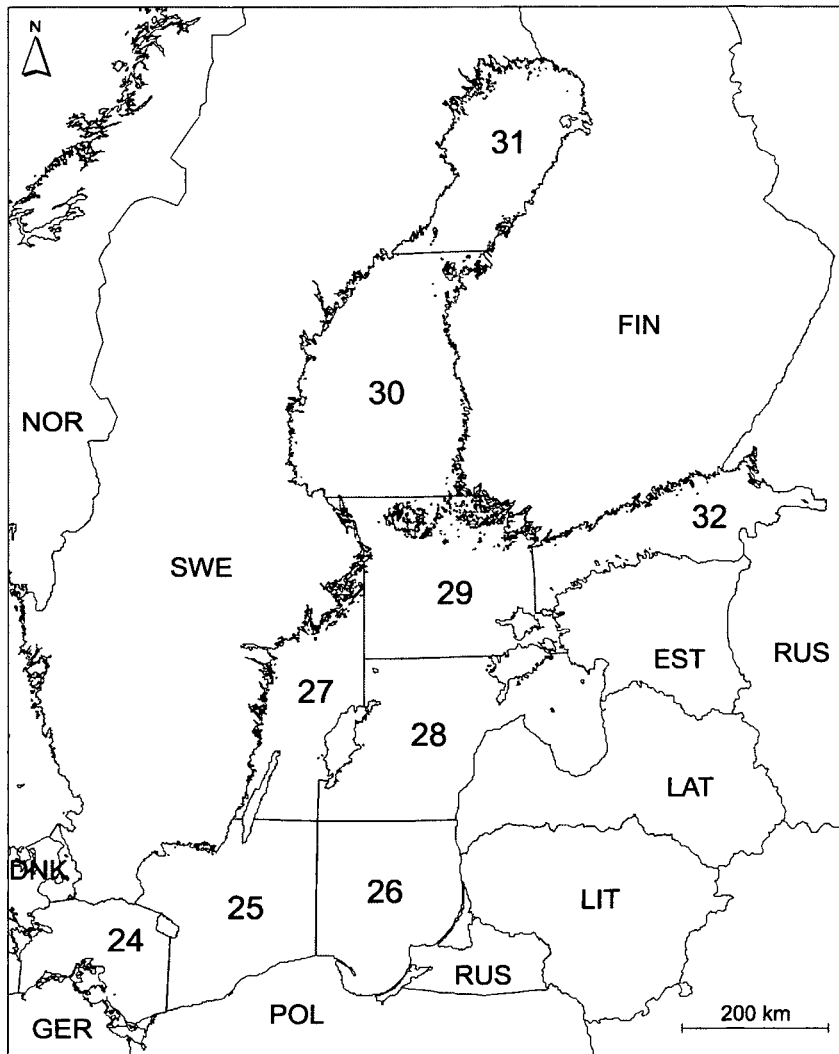 N
31
FIN
30
NOR
32
SWE
29
EST
RUS
27
28
LAT
DNK
25
26
LIT
24
RUS
GER
POL
200 km